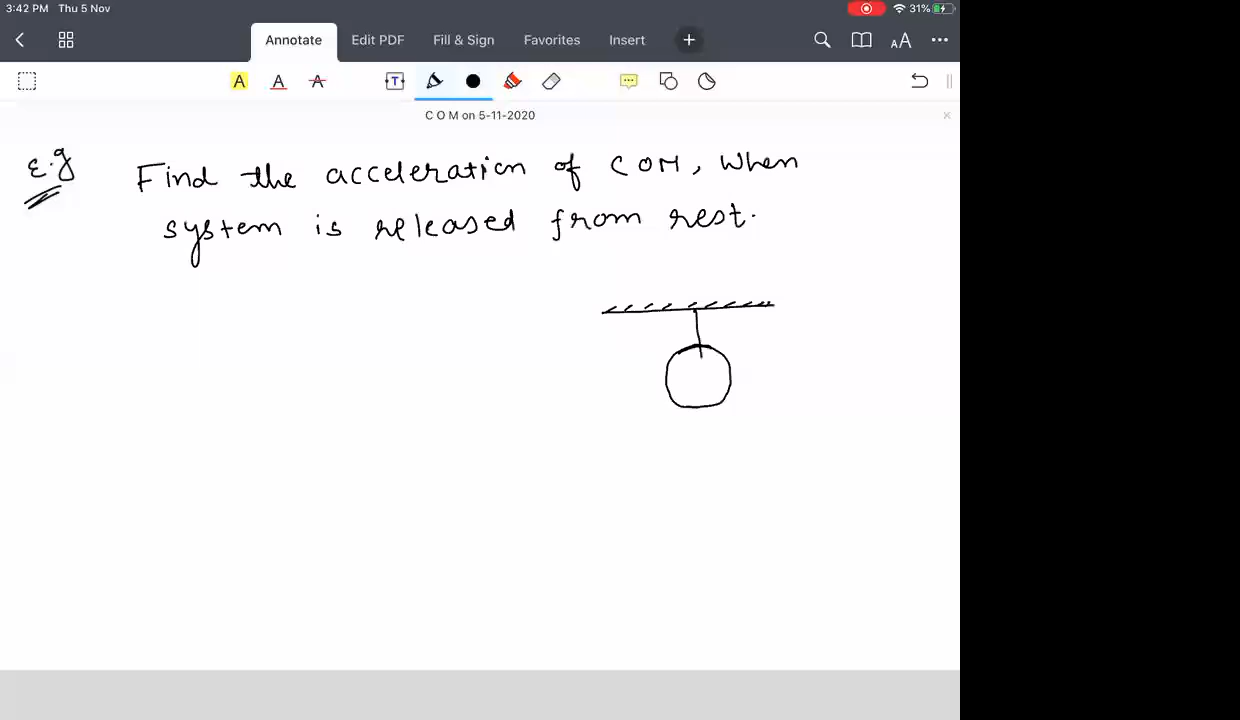 3:42 PM Thu 5 Nov
31%
Annotate Edit PDF Fill & Sign Favorites Insert
AA
A A A T
C O M on 5-11-2020
E.g Find the acceleration of COM, when
system is released from rest.